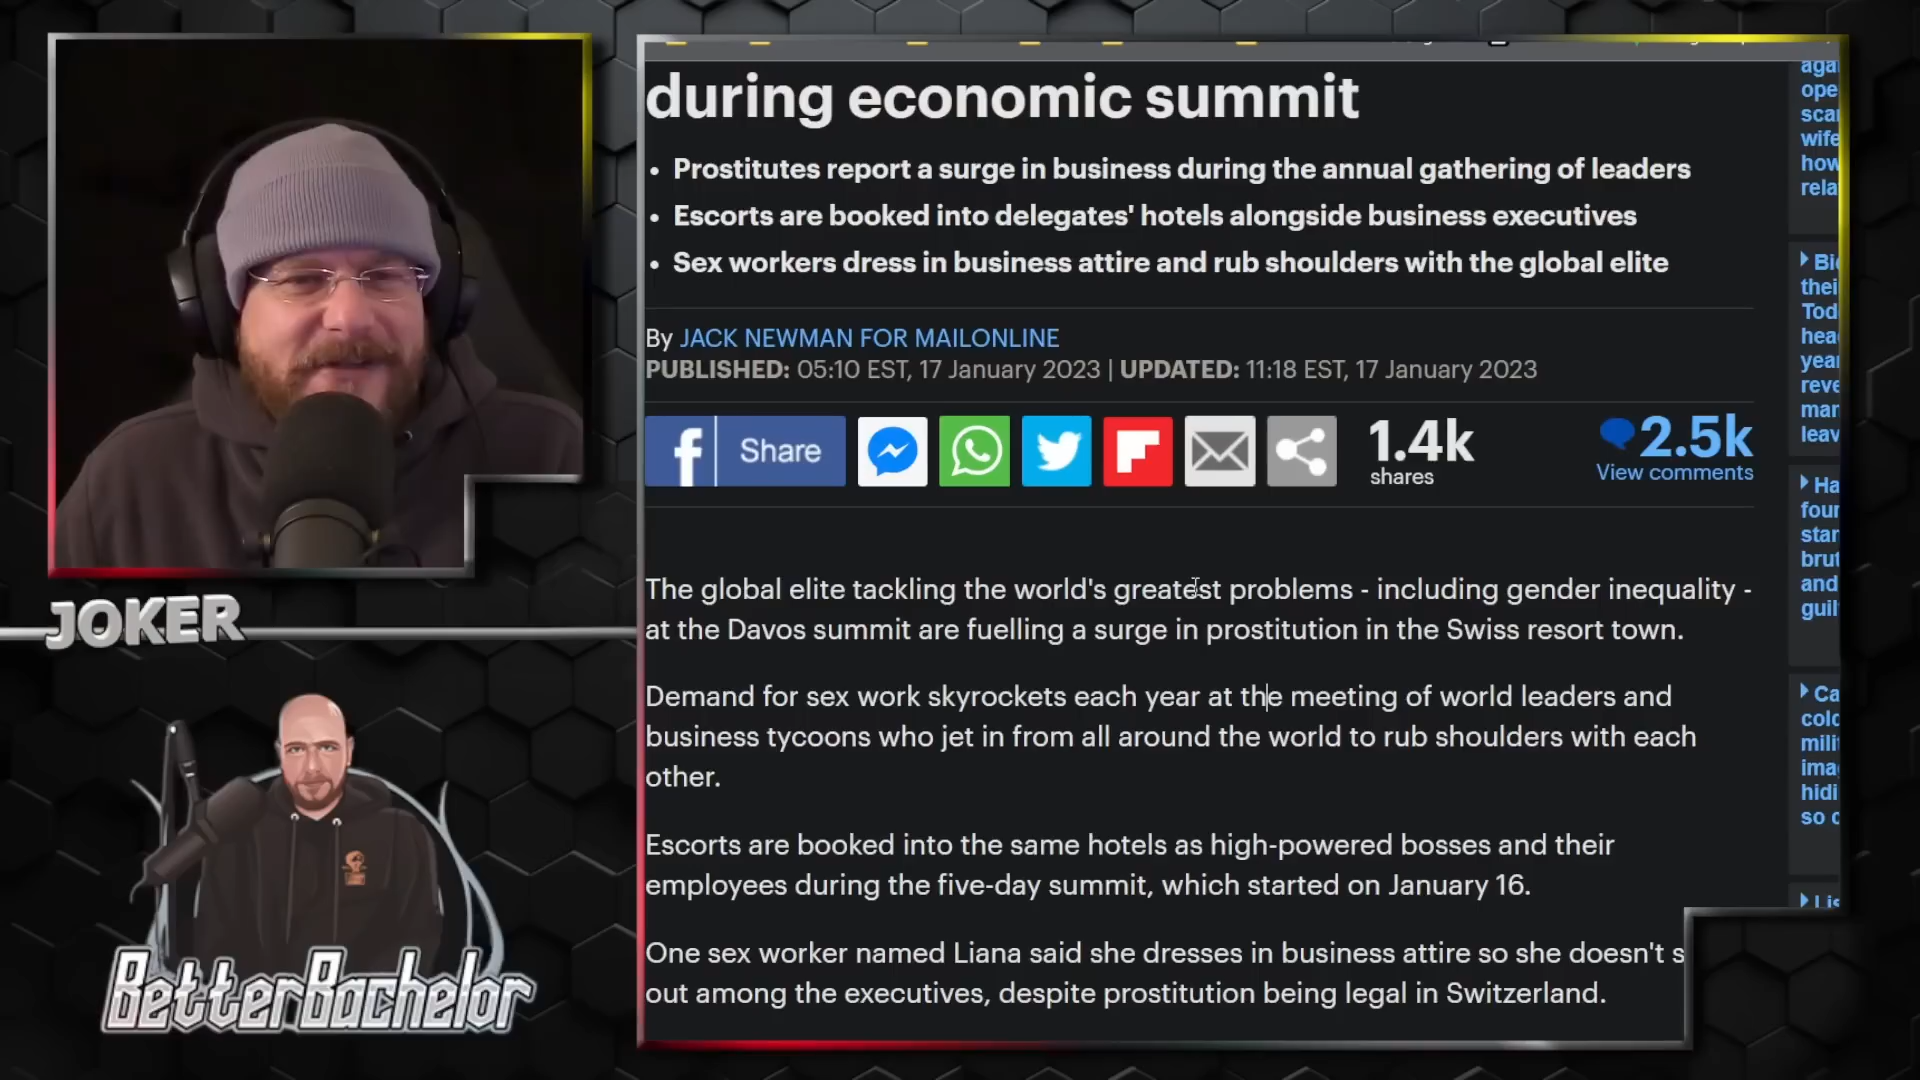 during economic summit
• Prostitutes report a surge in business during the annual gathering of leaders
• Escorts are booked into delegates' hotels alongside business executives
• Sex workers dress in business attire and rub shoulders with the global elite
By JACK NEWMAN FOR MAILONLINE
PUBLISHED: 05:10 EST, 17 January 2023 | UPDATED: 11:18 EST, 17 January 2023
Share
1.4k
shares
2.5k
View comments
The global elite tackling the world's greatest problems - including gender inequality -
at the Davos summit are fuelling a surge in prostitution in the Swiss resort town.
Demand for sex work skyrockets each year at the meeting of world leaders and
business tycoons who jet in from all around the world to rub shoulders with each
other.
Escorts are booked into the same hotels as high-powered bosses and their
employees during the five-day summit, which started on January 16.
One sex worker named Liana said she dresses in business attire so she doesn't s
out among the executives, despite prostitution being legal in Switzerland.
JOKER
BetterBachelor
wife
how
their
four
and
so